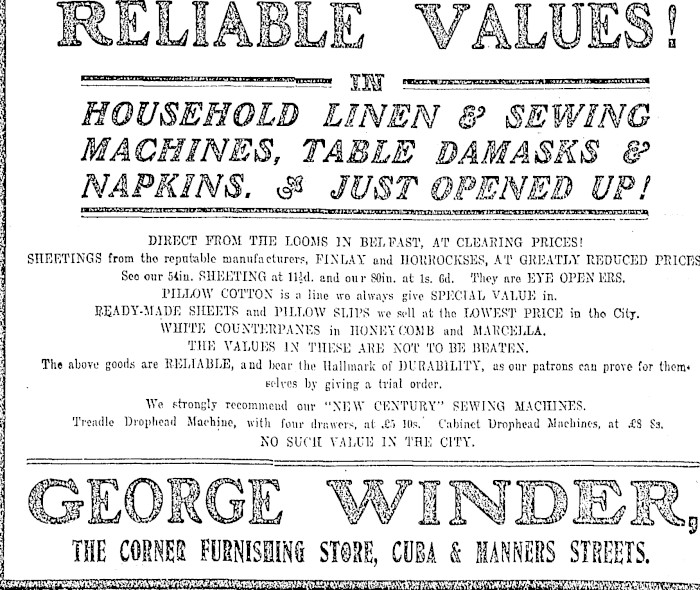 RELIABLE VALUES!
IN
HOUSEHOLD LINEN & SEWING
MACHINES, TABLE DAMASKS &
NAPKINS. & JUST OPENED UP!
DIRECT FROM THE LOOMS IN BELFAST, AT CLEARING PRICES!
SHEETINGS from the reputable manufacturers, FINLAY and HORROCKSES, AT GREATLY REDUCED PRICES
See our 54in. SHEETING at 11½d. and our 80in. at 1s. 6d. They are EYE OPENERS.
PILLOW COTTON is a line we always give SPECIAL VALUE in.
READY-MADE SHEETS and PILLOW SLIPS we sell at the LOWEST PRICE in the City.
WHITE COUNTERPANES in HONEYCOMB and MARCELLA.
THE VALUES IN THESE ARE NOT TO BE BEATEN.
The above goods are RELIABLE, and bear the Hallmark of DURABILITY, as our patrons can prove for them-
selves by giving a trial order.
We strongly recommend our "NEW CENTURY" SEWING MACHINES.
Treadle Drophead Machine, with four drawers, at £5 10s. Cabinet Drophead Machines, at £8 8s.
NO SUCH VALUE IN THE CITY.
GEORGE WINDER,
THE CORNER FURNISHING STORE, CUBA & MANNERS STREETS.